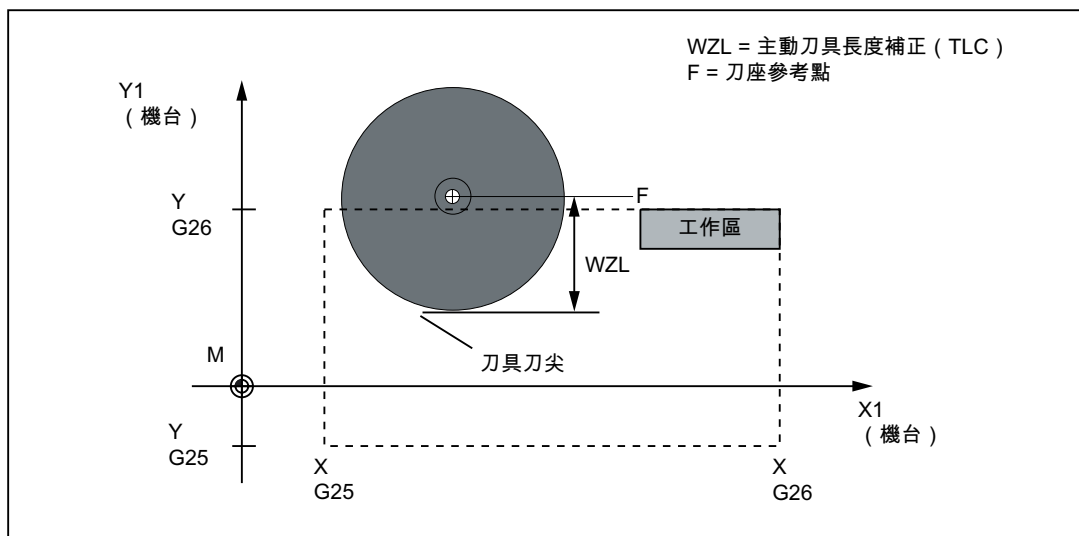 WZL = 主動刀具長度補正（TLC）
F = 刀座參考點
Y1
（機台）
Y
G26
F
工作區
WZL
刀具刀尖
M
X1
（機台）
Y
G25
X
G25
X
G26